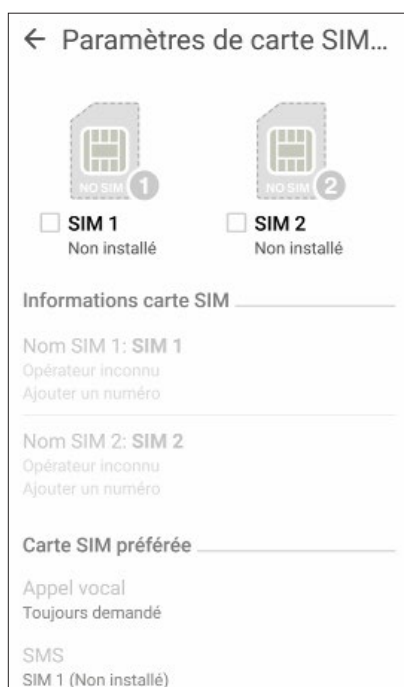 Paramètres de carte SIM...
NO SIM 1
NO SIM 2
SIM 1
Non installé
SIM 2
Non installé
Informations carte SIM
Nom SIM 1: SIM 1
Opérateur inconnu
Ajouter un numéro
Nom SIM 2: SIM 2
Opérateur inconnu
Ajouter un numéro
Carte SIM préférée
Appel vocal
Toujours demandé
SMS
SIM 1 (Non installé)